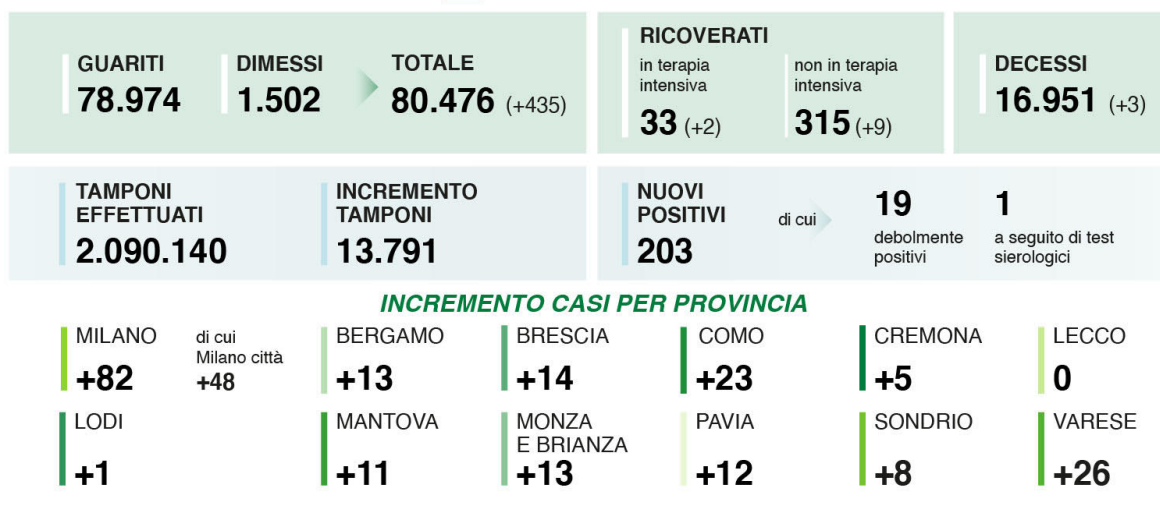 GUARITI
78.974
DIMESSI
1.502
TOTALE
80.476 (+435)
RICOVERATI
in terapia
intensiva
33 (+2)
non in terapia
intensiva
315 (+9)
DECESSI
16.951 (+3)
TAMPONI
EFFETTUATI
2.090.140
INCREMENTO
TAMPONI
13.791
NUOVI
POSITIVI
203
di cui
19
debolmente
positivi
1
a seguito di test
sierologici
INCREMENTO CASI PER PROVINCIA
MILANO
+82
di cui
Milano città
+48
BERGAMO
+13
BRESCIA
+14
COMO
+23
CREMONA
+5
LECCO
0
LODI
+1
MANTOVA
+11
MONZA
E BRIANZA
+13
PAVIA
+12
SONDRIO
+8
VARESE
+26